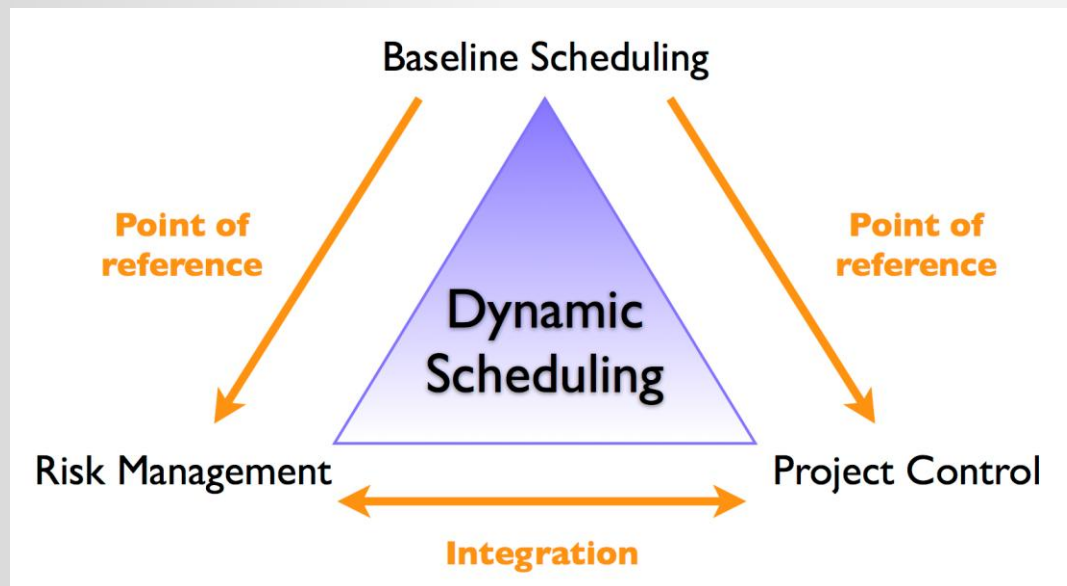 Baseline Scheduling
Point of
reference
Point of
reference
Dynamic
Scheduling
Risk Management
Project Control
Integration